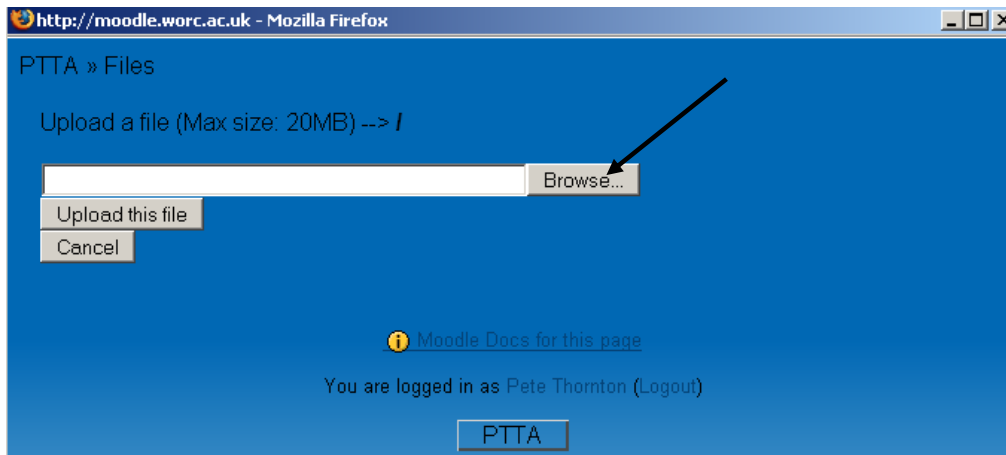 http://moodle.worc.ac.uk - Mozilla Firefox
PTTA » Files
Upload a file (Max size: 20MB) --> /
Browse...
Upload this file
Cancel
Moodle Docs for this page
You are logged in as Pete Thornton (Logout)
PTTA